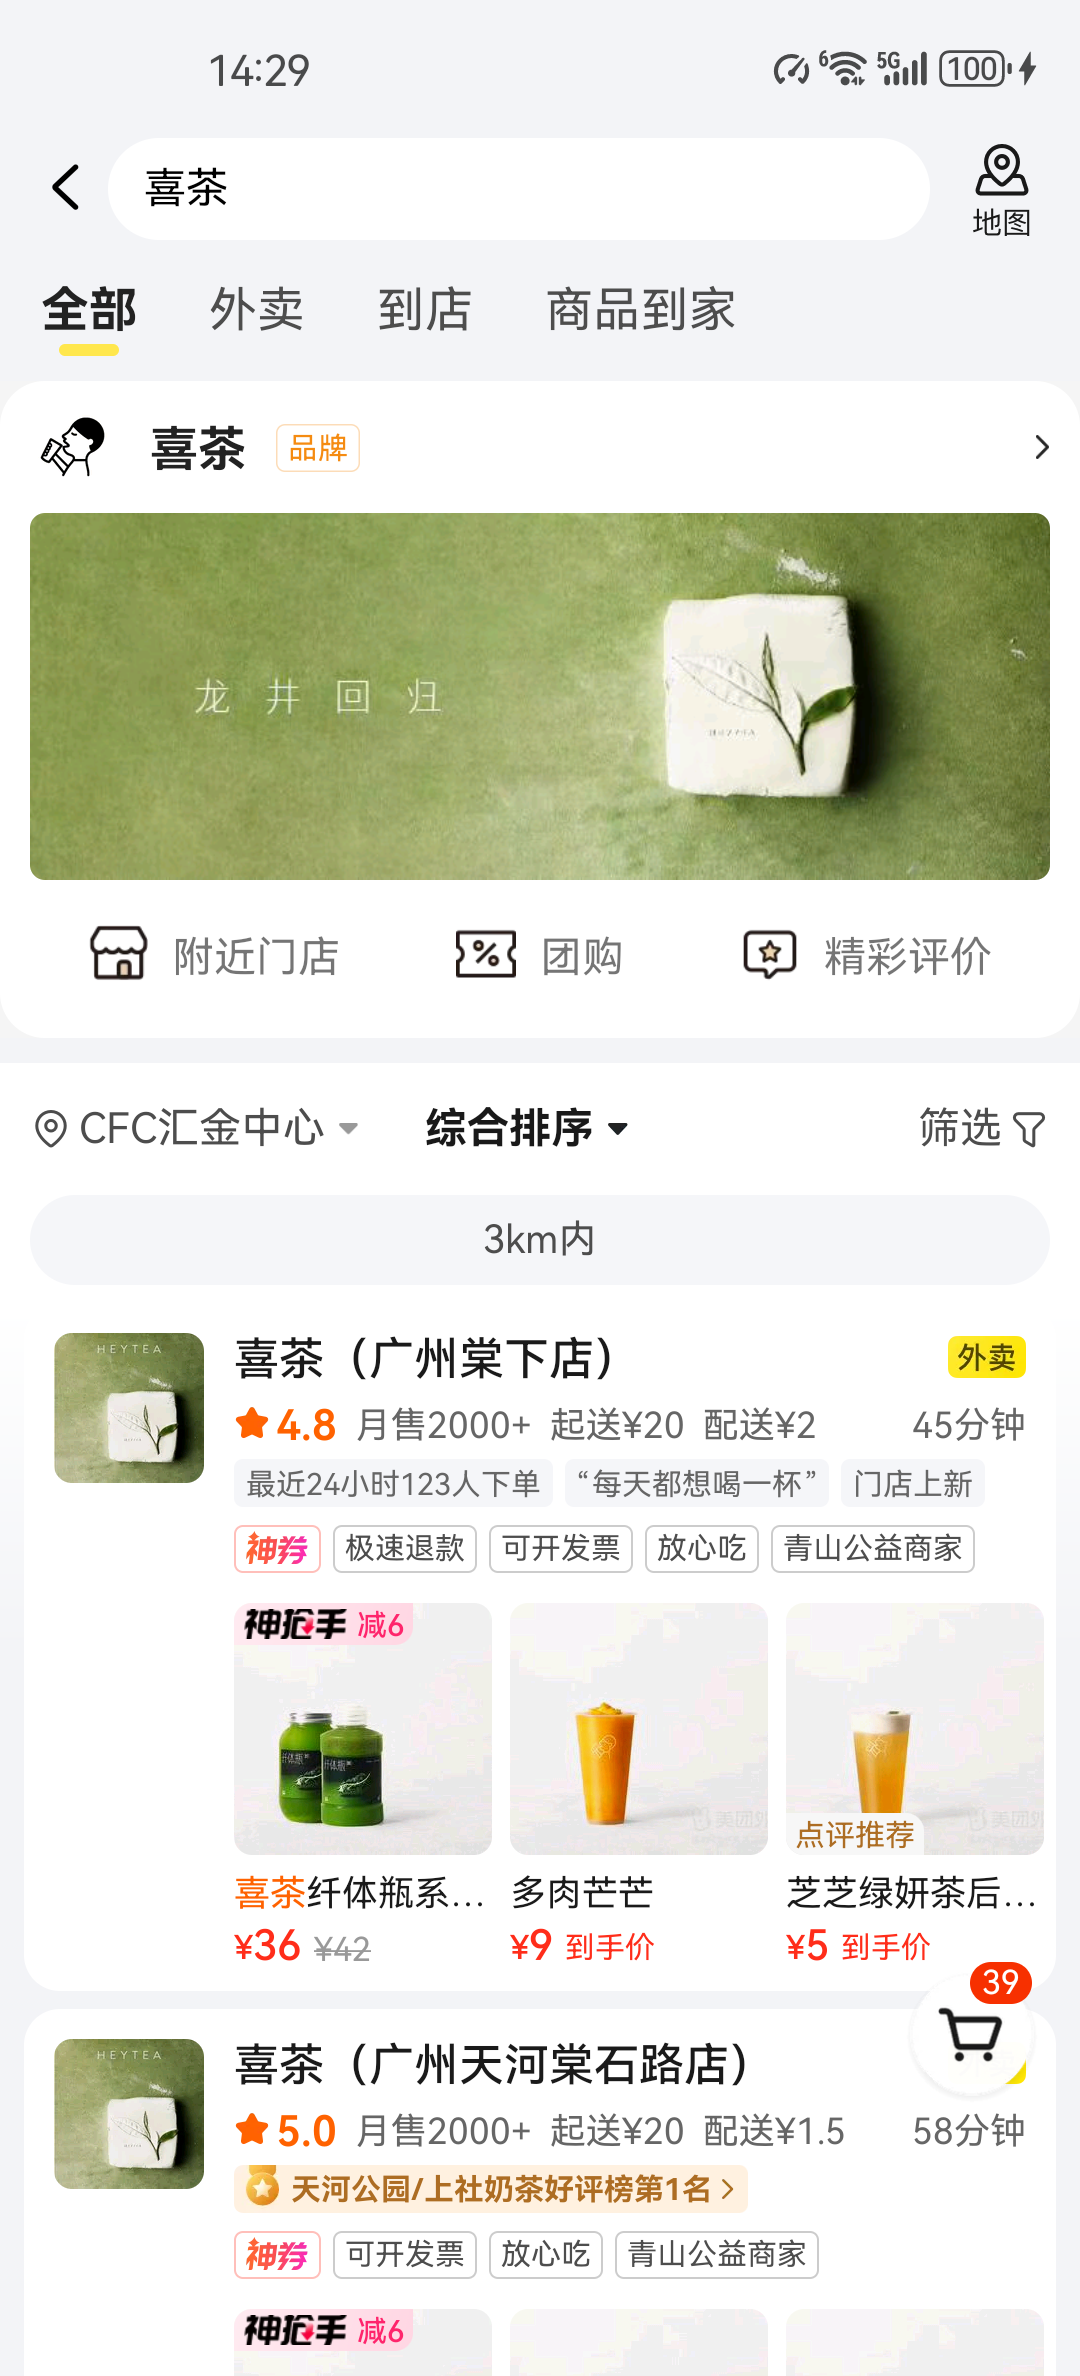 14:29
6 5G 100
喜茶
地图
全部 外卖 到店 商品到家
喜茶 品牌
龙井回归
附近门店 团购 精彩评价
CFC汇金中心 综合排序 筛选
3km内
HEYTEA
喜茶（广州棠下店） 外卖
4.8 月售2000+ 起送¥20 配送¥2 45分钟
最近24小时123人下单 “每天都想喝一杯” 门店上新
神券 极速退款 可开发票 放心吃 青山公益商家
神抢手 减6
纤体瓶 纤体瓶
点评推荐
喜茶纤体瓶系... 多肉芒芒 芝芝绿妍茶后...
¥36 ¥42 ¥9 到手价 ¥5 到手价
39
HEYTEA
喜茶（广州天河棠石路店）
5.0 月售2000+ 起送¥20 配送¥1.5 58分钟
天河公园/上社奶茶好评榜第1名
神券 可开发票 放心吃 青山公益商家
神抢手 减6